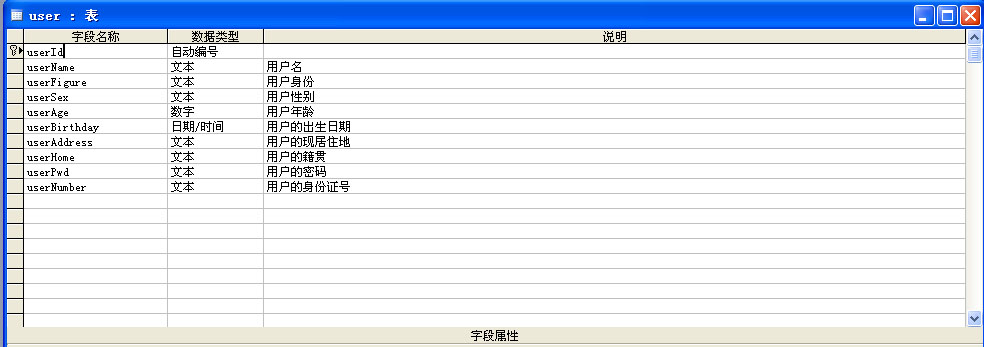 user : 表
字段名称 数据类型 说明
userId 自动编号
userName 文本 用户名
userFigure 文本 用户身份
userSex 文本 用户性别
userAge 数字 用户年龄
userBirthday 日期/时间 用户的出生日期
userAddress 文本 用户的现居住地
userHome 文本 用户的籍贯
userPwd 文本 用户的密码
userNumber 文本 用户的身份证号
字段属性